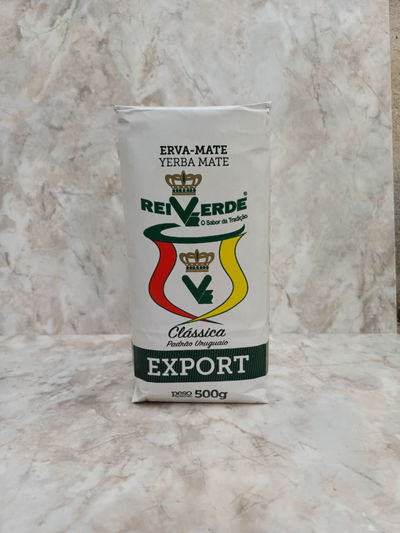 ERVA-MATE
YERBA MATE
REI VERDE
O Sabor da Tradição
Clássica
Padrão Uruguaio
EXPORT
peso 500g